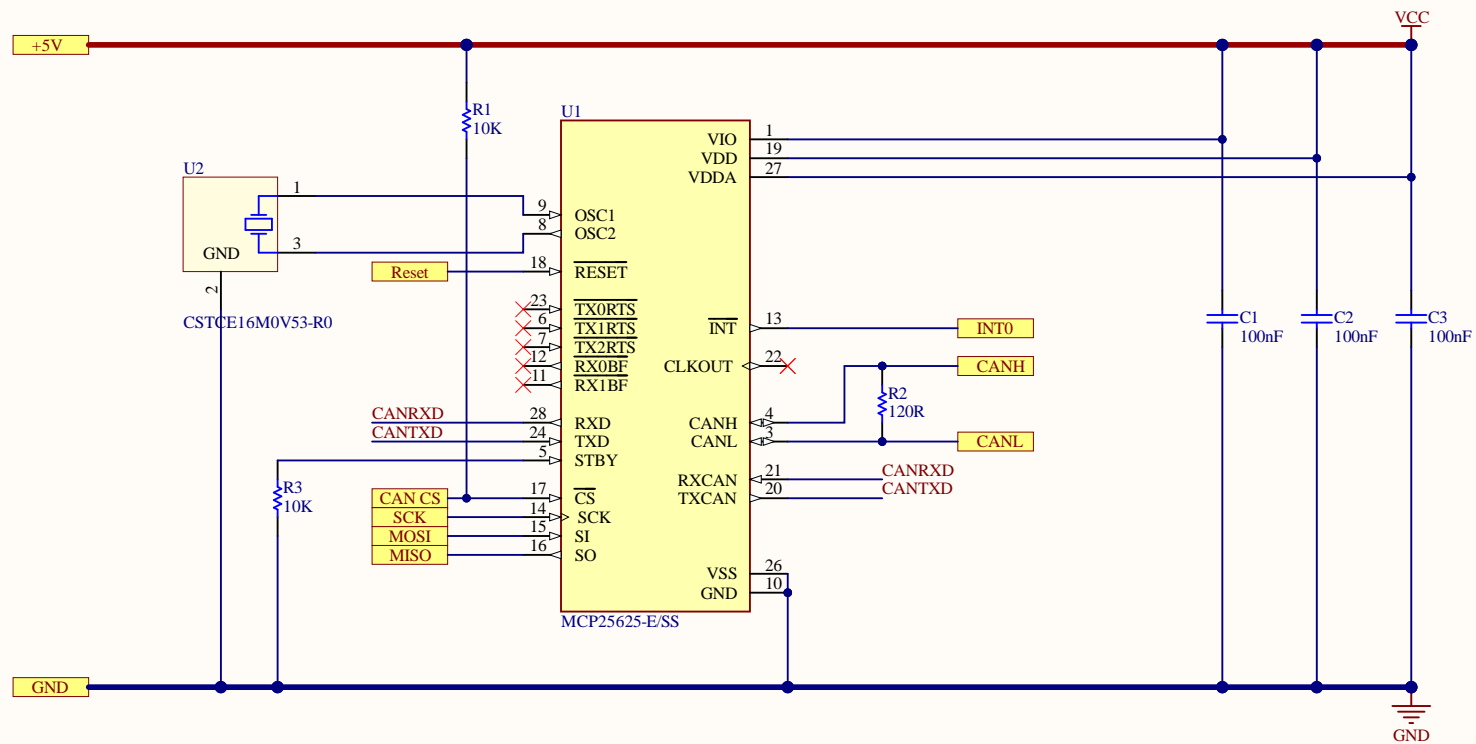 VCC
+5V
R1
10K
U1
VIO 1
VDD 19
VDDA 27
U2
1
3
GND
2
CSTCE16M0V53-R0
9 OSC1
8 OSC2
Reset 18 RESET
23 TX0RTS
6 TX1RTS
7 TX2RTS
12 RX0BF
11 RX1BF
INT 13 INT0
CLKOUT 22
CANH
R2
120R
CANH 4
CANL 3 CANL
CANRXD 28 RXD
CANTXD 24 TXD
5 STBY
RXCAN 21 CANRXD
TXCAN 20 CANTXD
R3
10K
CAN CS 17 CS
SCK 14 SCK
MOSI 15 SI
MISO 16 SO
VSS 26
GND 10
MCP25625-E/SS
C1
100nF
C2
100nF
C3
100nF
GND
GND